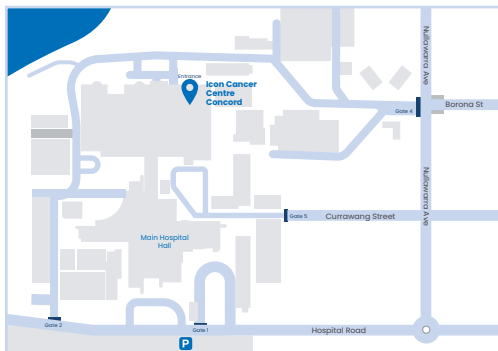 Entrance
Icon Cancer
Centre
Concord
Nullawarra Ave
Gate 4
Borona St
Nullawarra Ave
Gate 5
Currawang Street
Main Hospital
Hall
Gate 2
Gate 1
Hospital Road
P